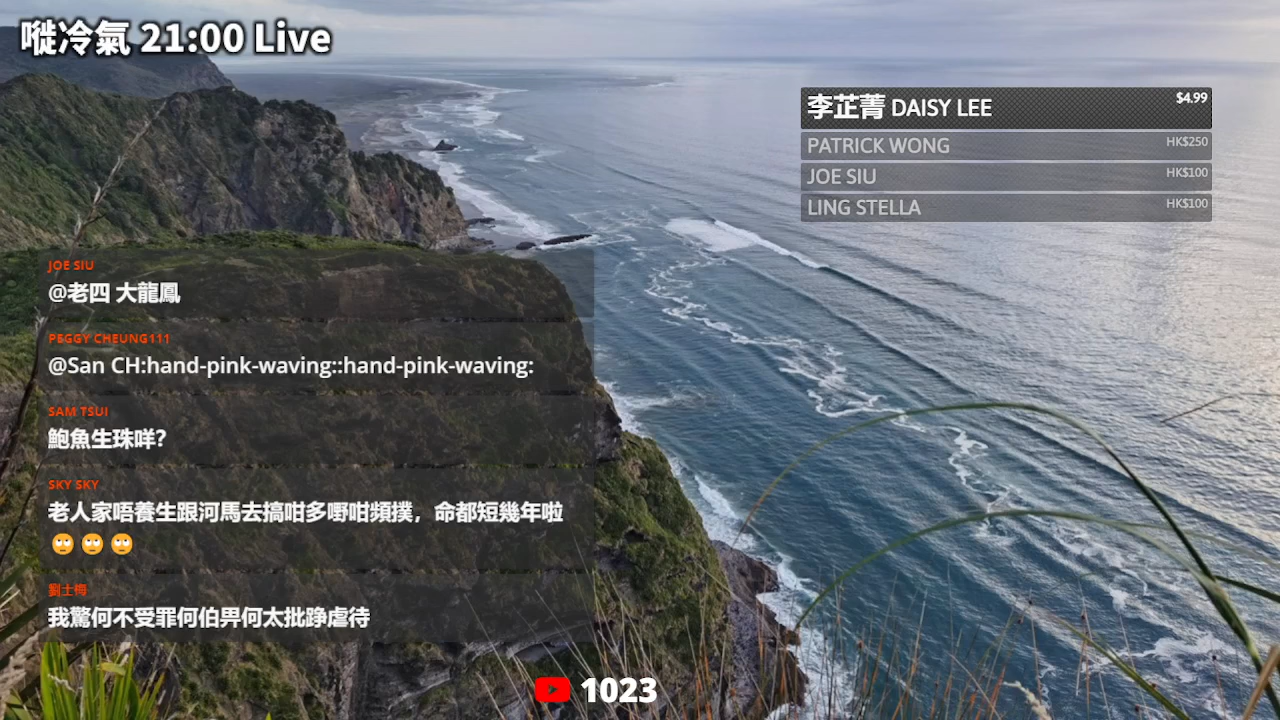 嘥冷氣 21:00 Live
李芷菁 DAISY LEE $4.99
PATRICK WONG HK$250
JOE SIU HK$100
LING STELLA HK$100
JOE SIU
@老四 大龍鳳
PEGGY CHEUNG111
@San CH:hand-pink-waving::hand-pink-waving:
SAM TSUI
鮑魚生珠咩?
SKY SKY
老人家唔養生跟河馬去搞咁多嘢咁頻撲，命都短幾年啦
🙄🙄🙄
劉士梅
我驚何不受罪何伯畀何太批踭虐待
1023